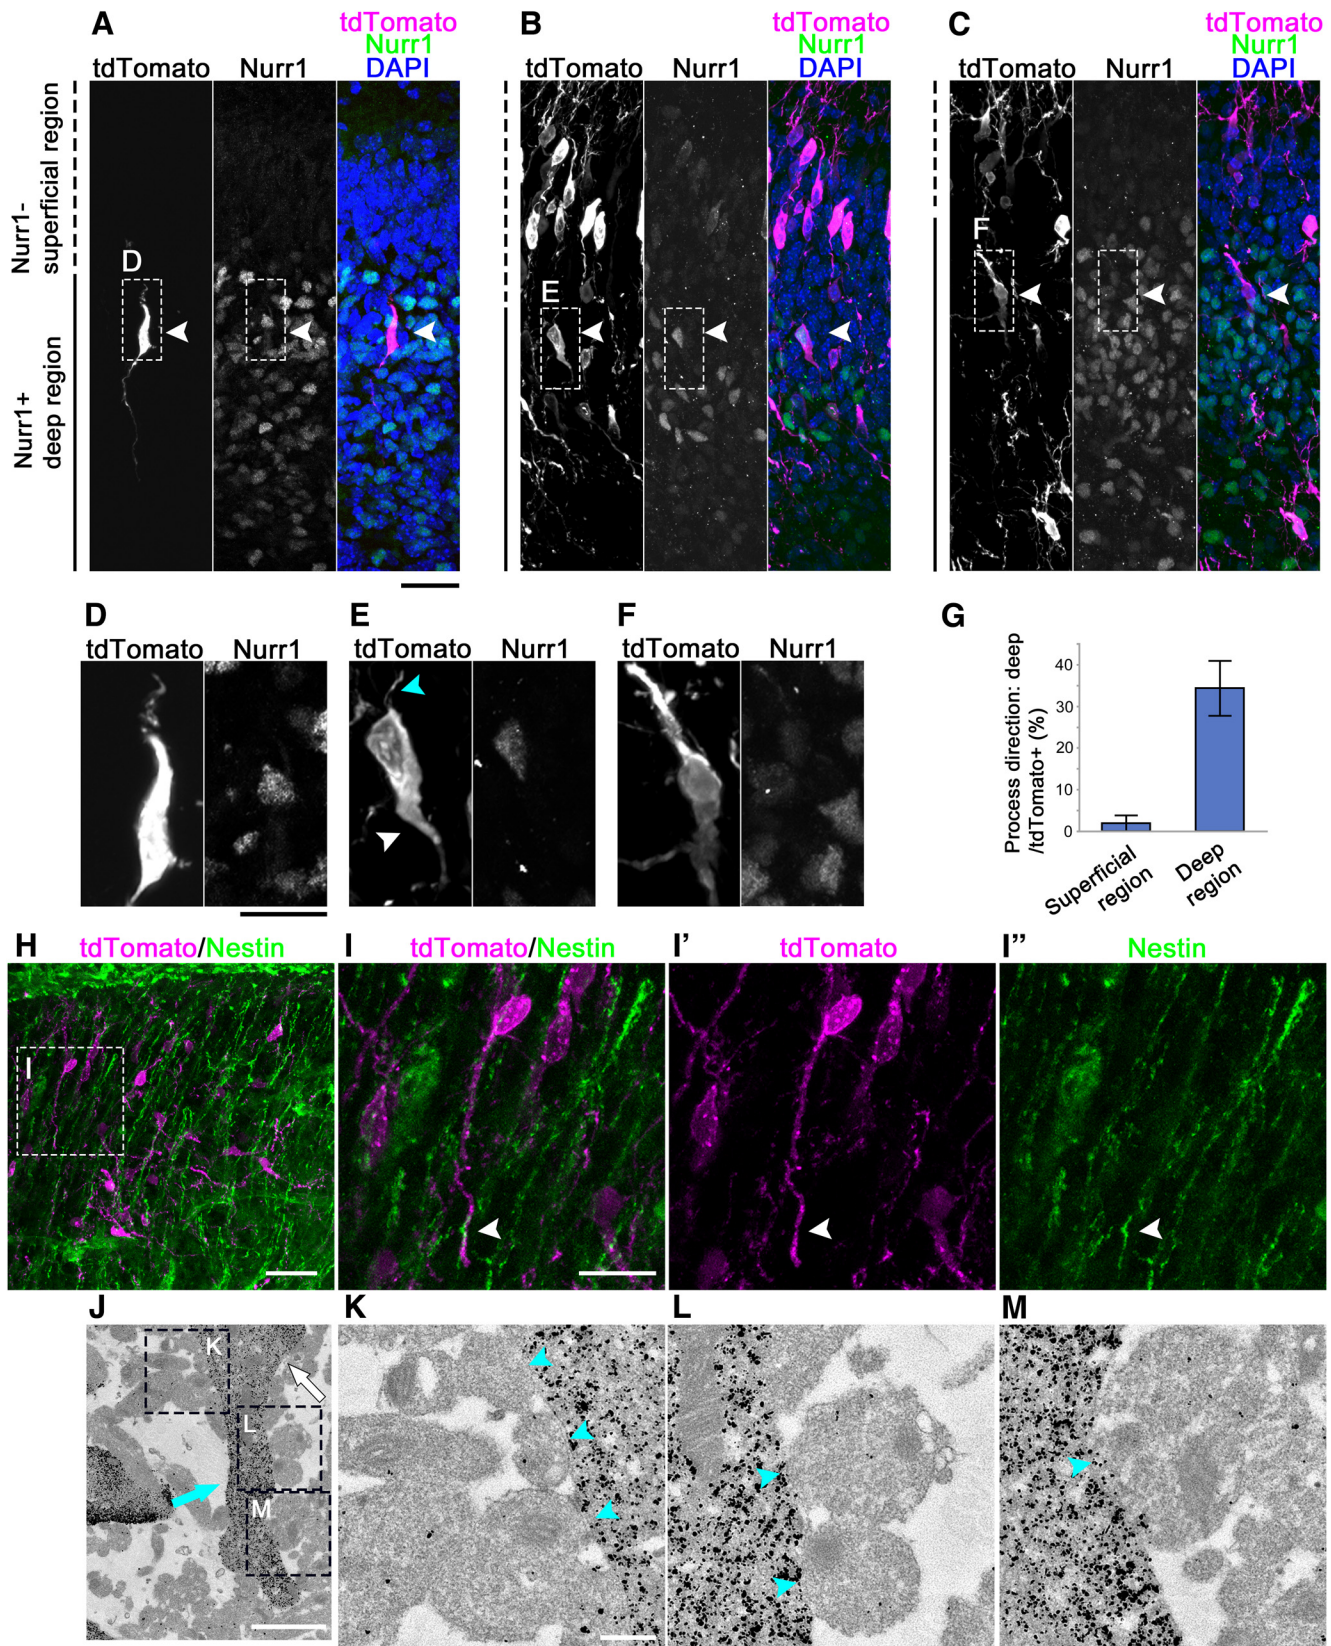 A
tdTomato
Nurr1
tdTomato Nurr1 DAPI
B
tdTomato
Nurr1
tdTomato Nurr1 DAPI
C
tdTomato
Nurr1
tdTomato Nurr1 DAPI
Nurr1-
superficial region
Nurr1+
deep region
D
E
F
D
tdTomato Nurr1
E
tdTomato Nurr1
F
tdTomato Nurr1
G
Process direction: deep
/tdTomato+ (%)
40
30
20
10
0
Superficial
region
Deep
region
H tdTomato/Nestin
I
I tdTomato/Nestin
I’ tdTomato
I” Nestin
J
K
L
M
K
L
M